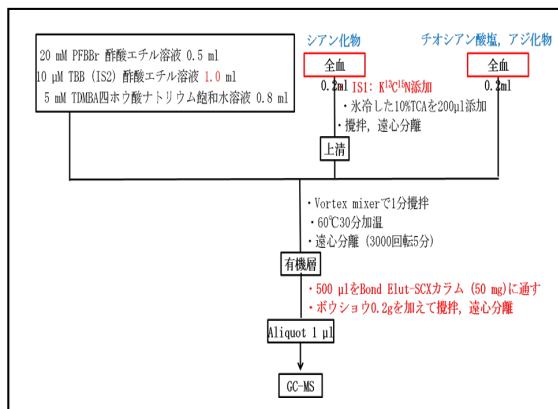 20 mM PFBBr 酢酸エチル溶液 0.5 ml
10 μM TBB (IS2) 酢酸エチル溶液 1.0 ml
5 mM TDMBA四ホウ酸ナトリウム飽和水溶液 0.8 ml
シアン化物
全血
0.2ml
IS1: K¹³C¹⁵N添加
・氷冷した10%TCAを200μl添加
・攪拌, 遠心分離
上清
チオシアン酸塩, アジ化物
全血
0.2ml
・Vortex mixerで1分攪拌
・60℃30分加温
・遠心分離 (3000回転5分)
有機層
・500 μlをBond Elut-SCXカラム (50 mg)に通す
・ボウショウ0.2gを加えて攪拌, 遠心分離
Aliquot 1 μl
GC-MS